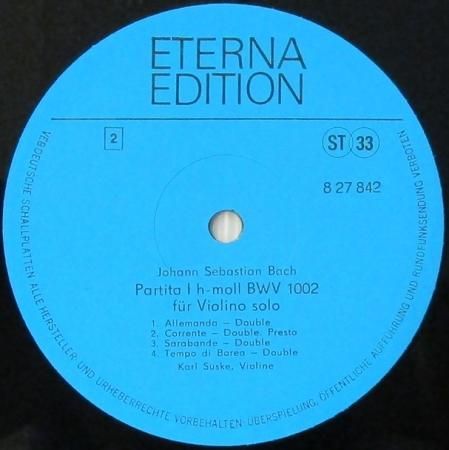 ETERNA
EDITION
2
ST 33
8 27 842
Johann Sebastian Bach
Partita I h-moll BWV 1002
für Violino solo
1. Allemanda – Double
2. Corrente – Double. Presto
3. Sarabande – Double
4. Tempo di Borea – Double
Karl Suske, Violine
VEB DEUTSCHE SCHALLPLATTEN ALLE HERSTELLER- UND URHEBERRECHTE VORBEHALTEN·ÜBERSPIELUNG, ÖFFENTLICHE AUFFÜHRUNG UND RUNDFUNKSENDUNG VERBOTEN